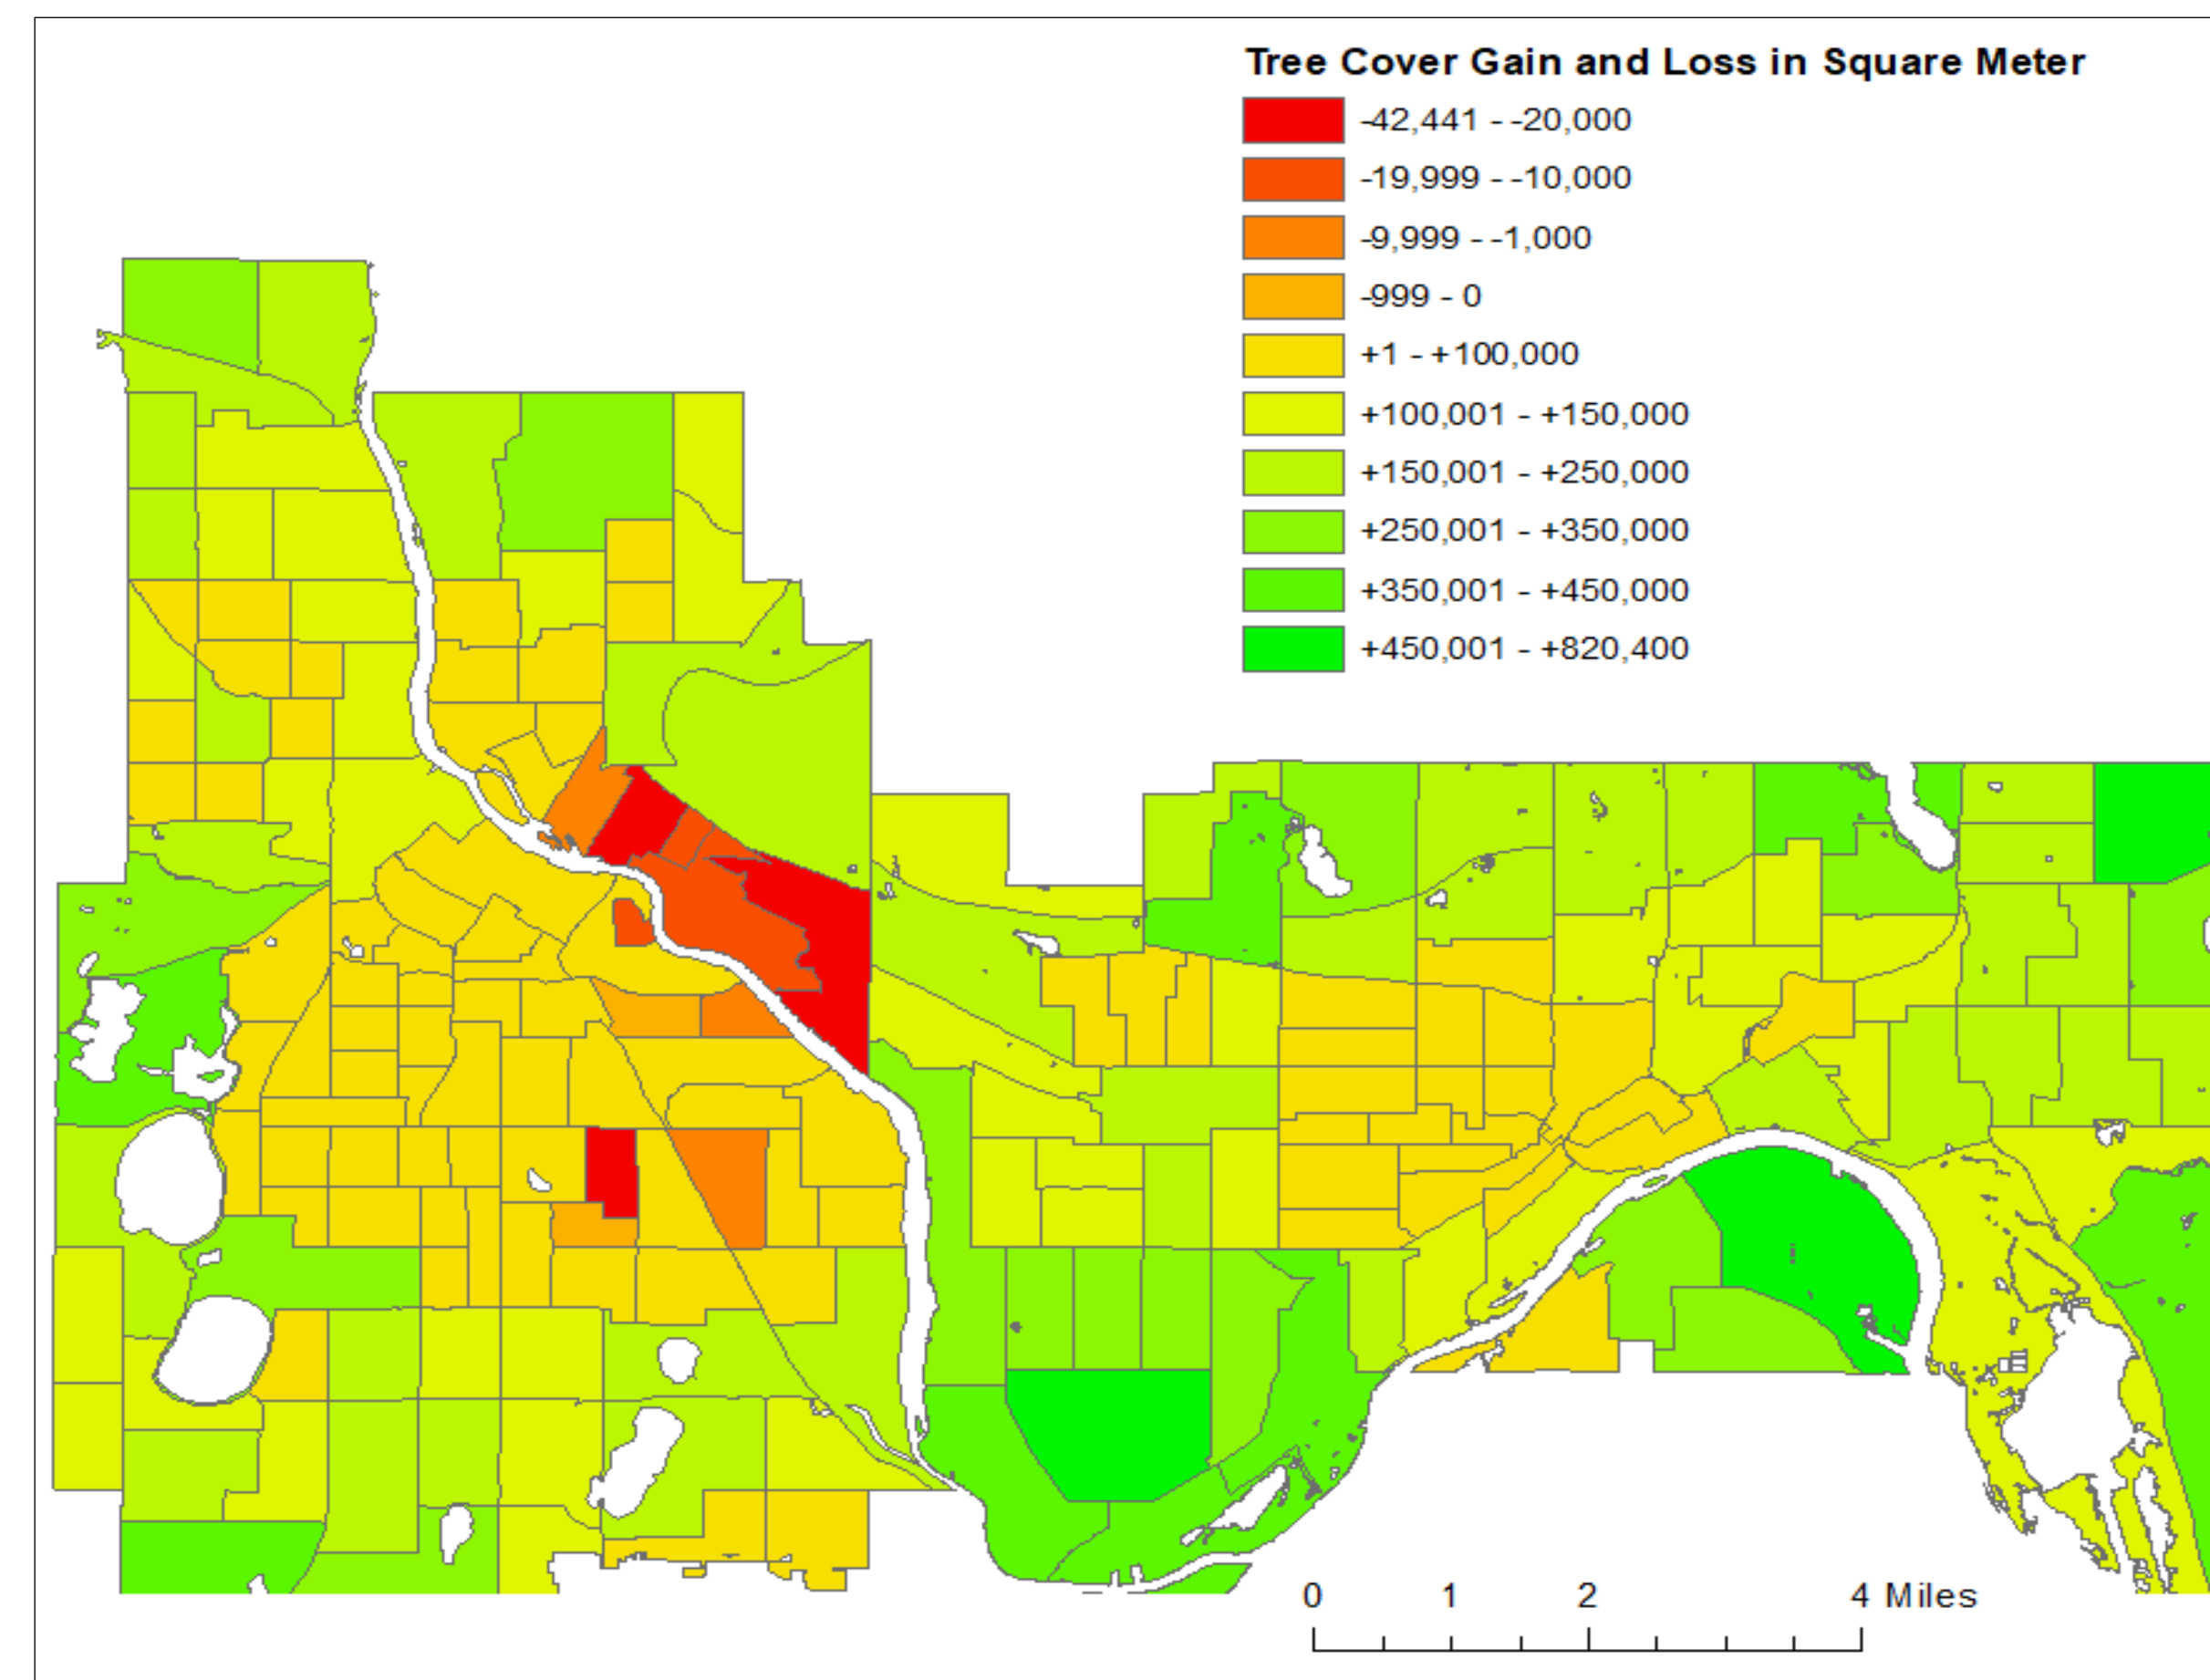 Tree Cover Gain and Loss in Square Meter
-42,441 - -20,000
-19,999 - -10,000
-9,999 - -1,000
-999 - 0
+1 - +100,000
+100,001 - +150,000
+150,001 - +250,000
+250,001 - +350,000
+350,001 - +450,000
+450,001 - +820,400
0 1 2 4 Miles